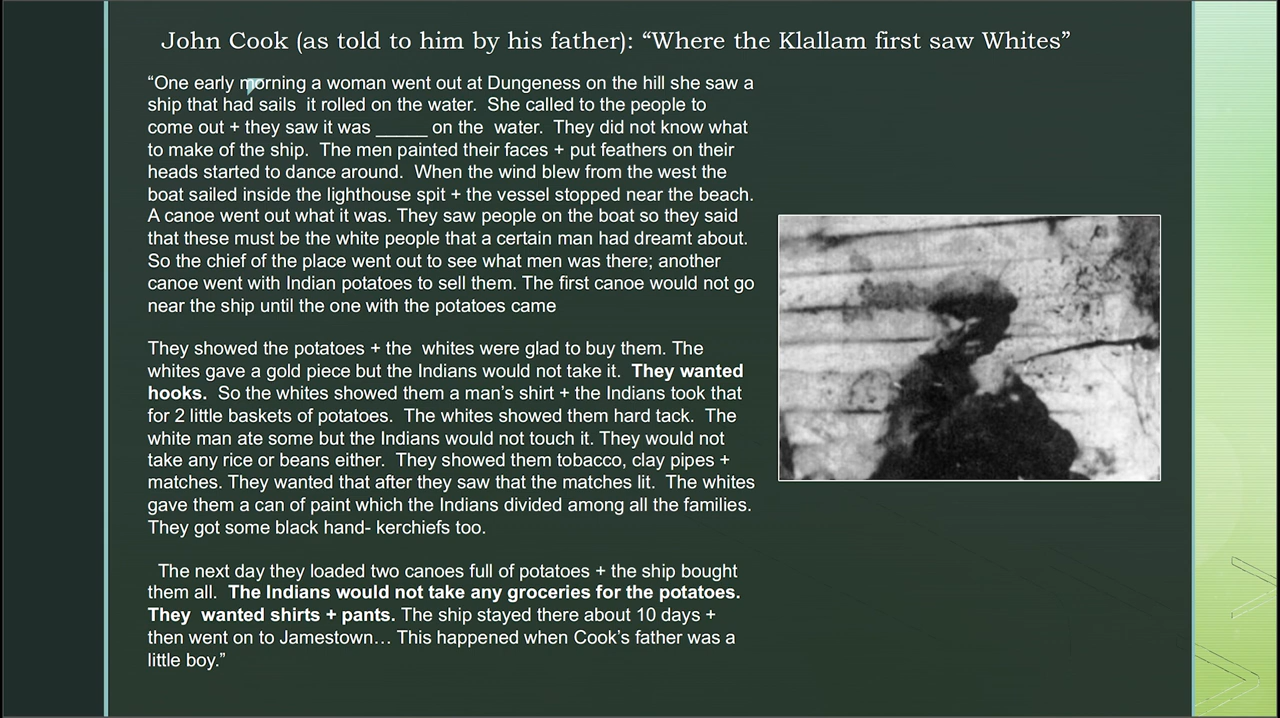 John Cook (as told to him by his father): “Where the Klallam first saw Whites”
“One early morning a woman went out at Dungeness on the hill she saw a
ship that had sails  it rolled on the water.  She called to the people to
come out + they saw it was _____ on the  water.  They did not know what
to make of the ship.  The men painted their faces + put feathers on their
heads started to dance around.  When the wind blew from the west the
boat sailed inside the lighthouse spit + the vessel stopped near the beach.
A canoe went out what it was. They saw people on the boat so they said
that these must be the white people that a certain man had dreamt about.
So the chief of the place went out to see what men was there; another
canoe went with Indian potatoes to sell them. The first canoe would not go
near the ship until the one with the potatoes came
They showed the potatoes + the  whites were glad to buy them. The
whites gave a gold piece but the Indians would not take it.  They wanted
hooks.  So the whites showed them a man’s shirt + the Indians took that
for 2 little baskets of potatoes.  The whites showed them hard tack.  The
white man ate some but the Indians would not touch it. They would not
take any rice or beans either.  They showed them tobacco, clay pipes +
matches. They wanted that after they saw that the matches lit.  The whites
gave them a can of paint which the Indians divided among all the families.
They got some black hand- kerchiefs too.
The next day they loaded two canoes full of potatoes + the ship bought
them all.  The Indians would not take any groceries for the potatoes.
They  wanted shirts + pants. The ship stayed there about 10 days +
then went on to Jamestown… This happened when Cook’s father was a
little boy.”